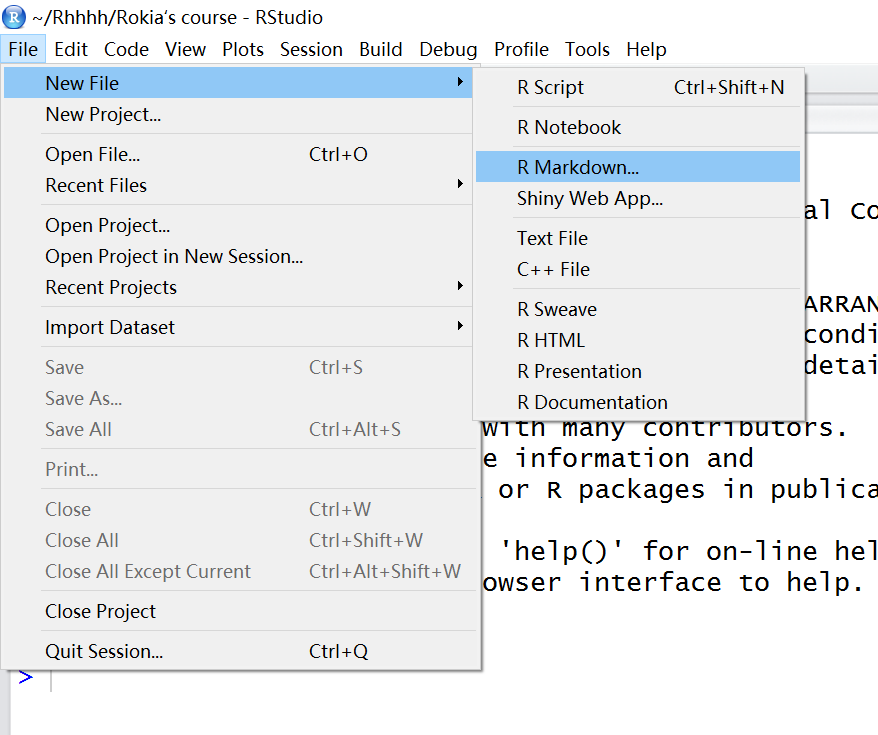 R ~/Rhhhh/Rokia‘s course - RStudio
File Edit Code View Plots Session Build Debug Profile Tools Help
New File
New Project...
Open File... Ctrl+O
Recent Files
Open Project...
Open Project in New Session...
Recent Projects
Import Dataset
Save Ctrl+S
Save As...
Save All Ctrl+Alt+S
Print...
Close Ctrl+W
Close All Ctrl+Shift+W
Close All Except Current Ctrl+Alt+Shift+W
Close Project
Quit Session... Ctrl+Q
R Script Ctrl+Shift+N
R Notebook
R Markdown...
Shiny Web App...
Text File
C++ File
R Sweave
R HTML
R Presentation
R Documentation
al Co
ARRAN
condi
detai
with many contributors.
e information and
or R packages in publica
'help()' for on-line hel
owser interface to help.
>